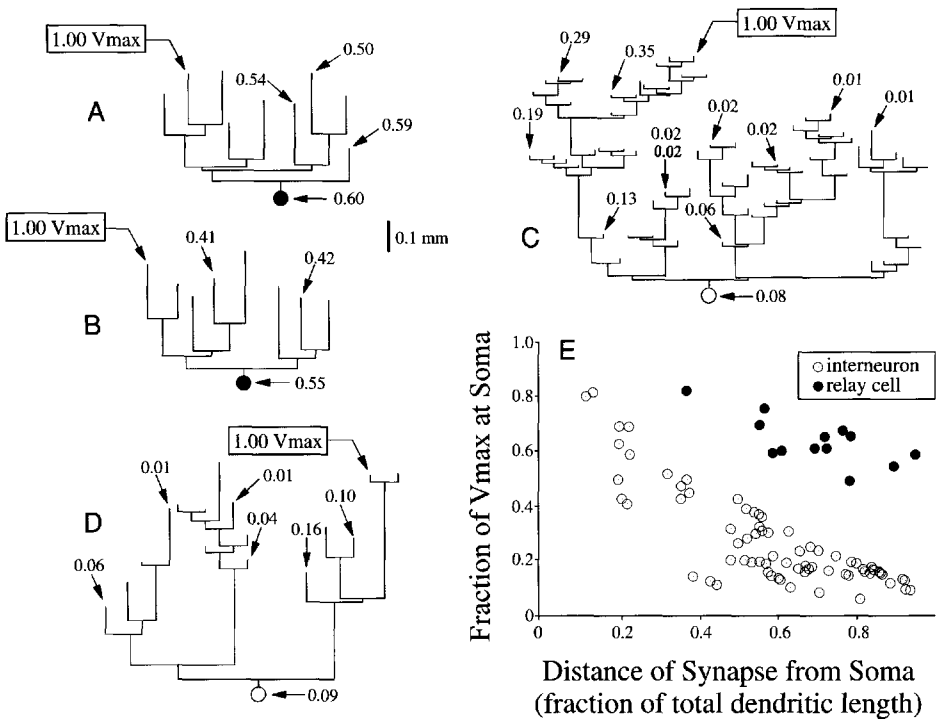 1.00 Vmax
0.54
0.50
A
0.59
0.60
1.00 Vmax
0.41
0.42
0.1 mm
B
0.55
1.00 Vmax
0.29
0.35
0.01
0.01
0.19
0.02
0.02
0.02
0.02
0.13
0.06
C
0.08
1.00 Vmax
0.01
0.01
0.04
D
0.16
0.10
0.06
0.09
E
interneuron
relay cell
Fraction of Vmax at Soma
1.0
0.8
0.6
0.4
0.2
0
0
0.2
0.4
0.6
0.8
Distance of Synapse from Soma
(fraction of total dendritic length)